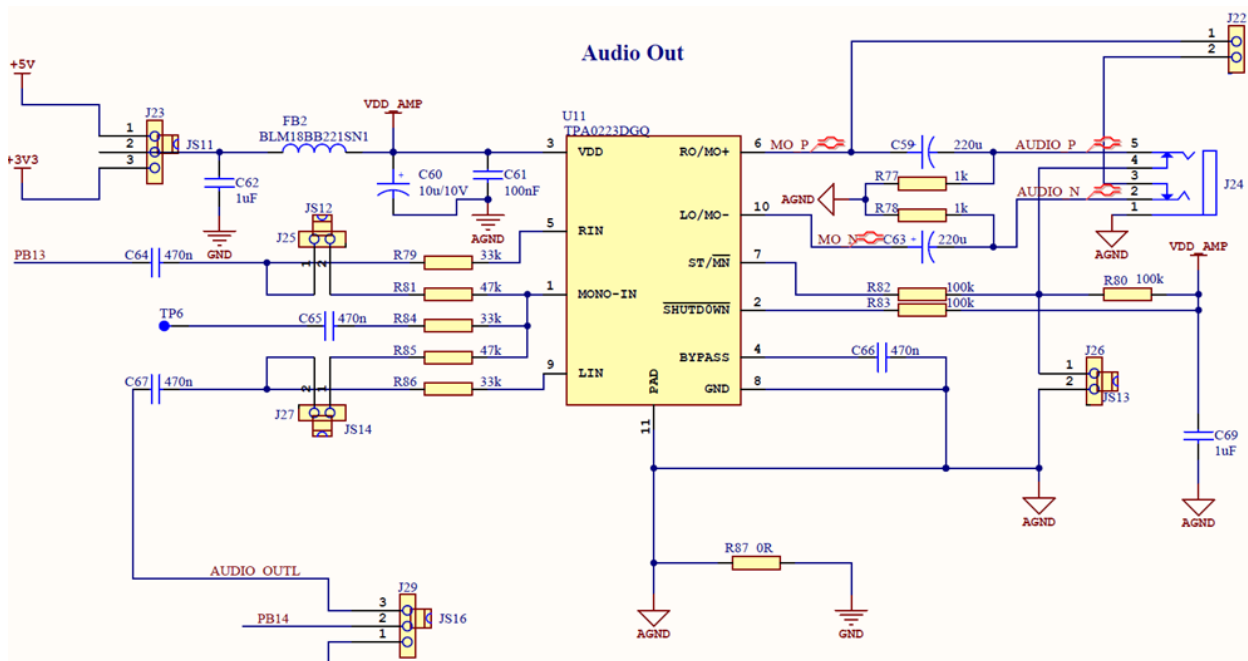 Audio Out
J22
1
2
+5V
+3V3
J23
1
2
3
JS11
FB2
BLM18BB221SN1
VDD_AMP
C62
1uF
GND
C60
10u/10V
+
C61
100nF
AGND
U11
TPA0223DGQ
3 VDD
5 RIN
1 MONO-IN
9 LIN
PAD
11
RO/MO+ 6
LO/MO- 10
ST/MN 7
SHUTDOWN 2
BYPASS 4
GND 8
MO_P
C59 220u
AUDIO_P
R77 1k
AGND
R78 1k
AUDIO_N
MO_N
C63 + 220u
5
4
3
2
1
J24
AGND
VDD_AMP
R82 100k
R83 100k
R80 100k
C66 470n
J26
1
2
JS13
C69
1uF
AGND
AGND
PB13
C64 470n
JS12
J25
1 2
R79 33k
R81 47k
TP6
C65 470n
R84 33k
R85 47k
C67 470n
R86 33k
2 1
J27
JS14
R87 0R
AGND
GND
AUDIO_OUTL
PB14
J29
3
2
1
JS16